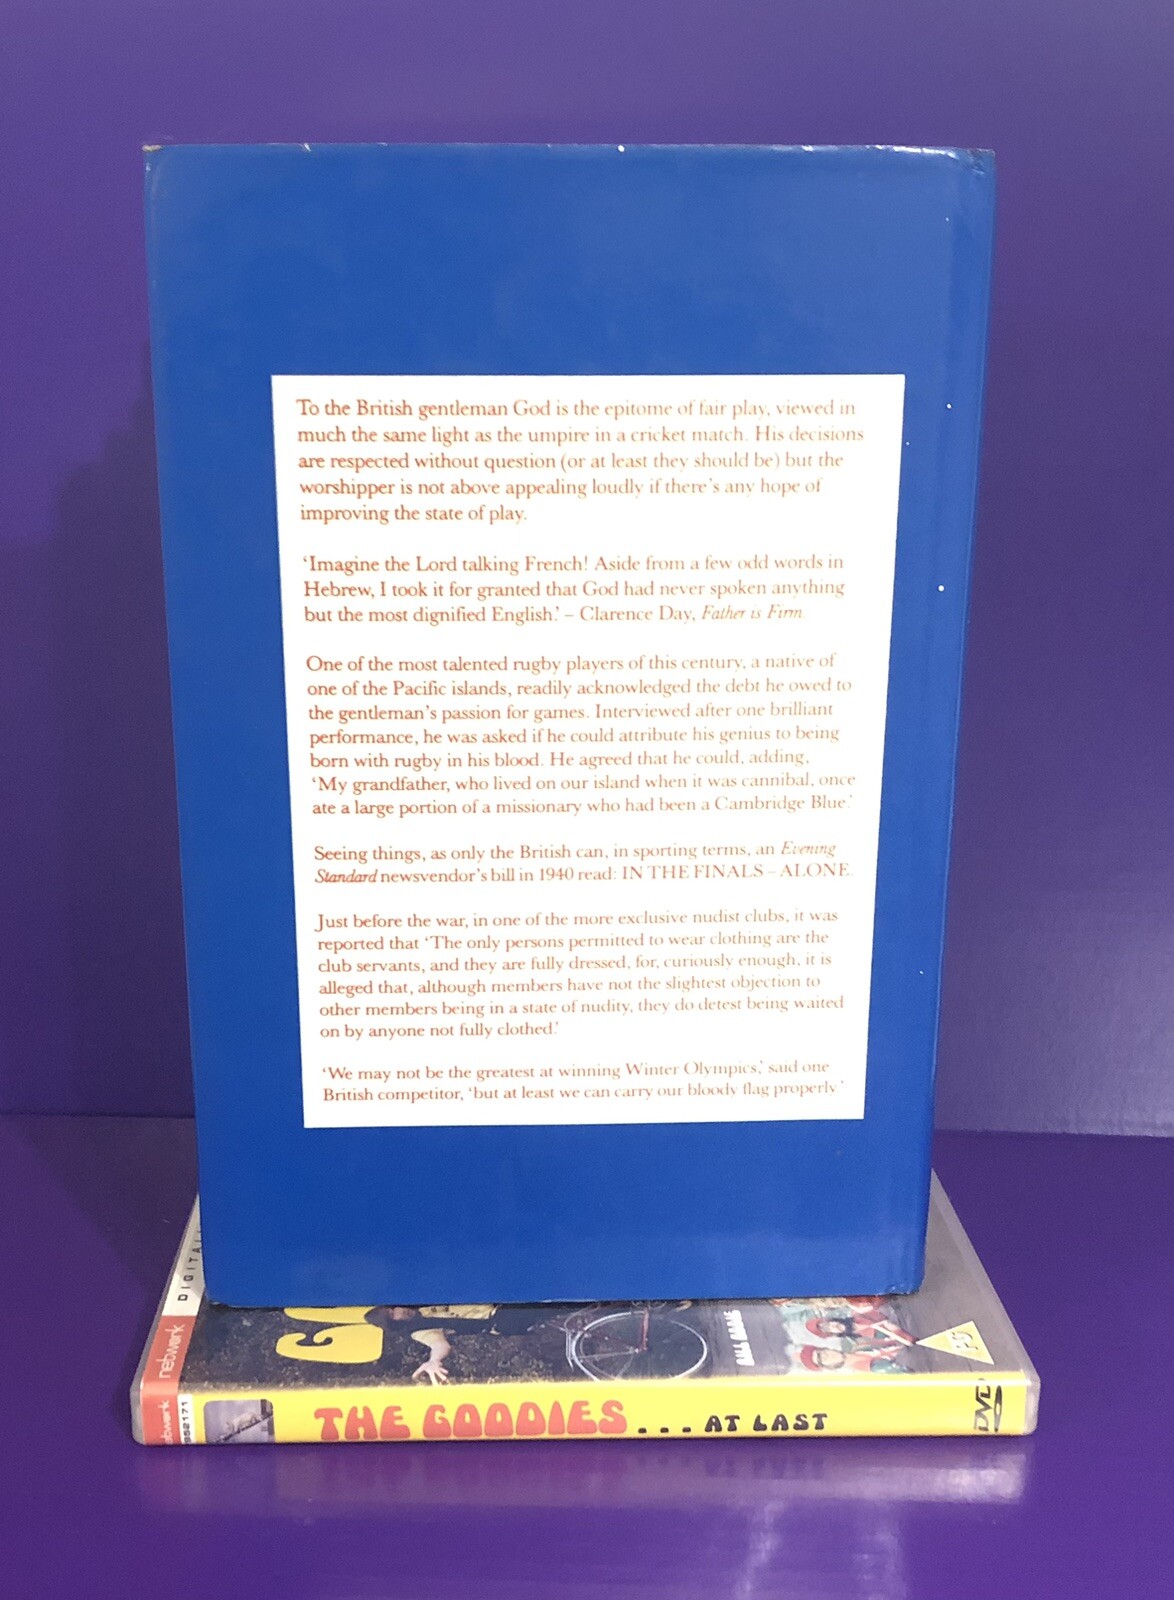 To the British gentleman God is the epitome of fair play, viewed in
much the same light as the umpire in a cricket match. His decisions
are respected without question (or at least they should be) but the
worshipper is not above appealing loudly if there's any hope of
improving the state of play.
'Imagine the Lord talking French! Aside from a few odd words in
Hebrew, I took it for granted that God had never spoken anything
but the most dignified English.' – Clarence Day, Father is Firm.
One of the most talented rugby players of this century, a native of
one of the Pacific islands, readily acknowledged the debt he owed to
the gentleman's passion for games. Interviewed after one brilliant
performance, he was asked if he could attribute his genius to being
born with rugby in his blood. He agreed that he could, adding,
'My grandfather, who lived on our island when it was cannibal, once
ate a large portion of a missionary who had been a Cambridge Blue.'
Seeing things, as only the British can, in sporting terms, an Evening
Standard newsvendor's bill in 1940 read: IN THE FINALS – ALONE.
Just before the war, in one of the more exclusive nudist clubs, it was
reported that 'The only persons permitted to wear clothing are the
club servants, and they are fully dressed, for, curiously enough, it is
alleged that, although members have not the slightest objection to
other members being in a state of nudity, they do detest being waited
on by anyone not fully clothed.'
'We may not be the greatest at winning Winter Olympics,' said one
British competitor, 'but at least we can carry our bloody flag properly.'
DIGITALL
network
GO
PG
network
952171
THE GOODIES . . . AT LAST
DVD